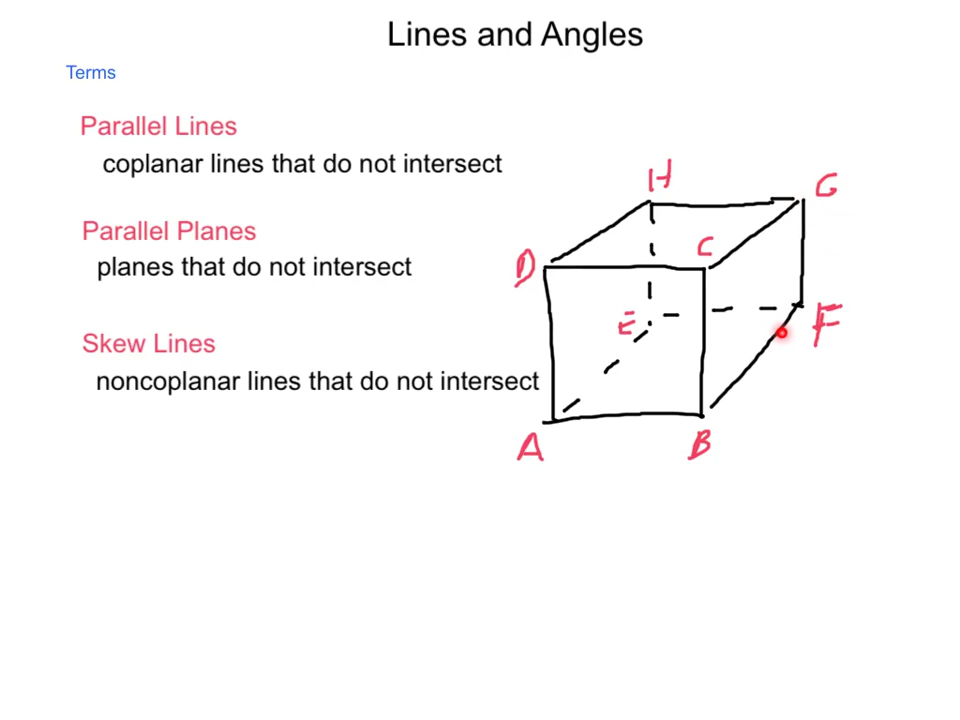 Lines and Angles
Terms
Parallel Lines
coplanar lines that do not intersect
Parallel Planes
planes that do not intersect
Skew Lines
noncoplanar lines that do not intersect
H
G
D
C
E
F
A
B